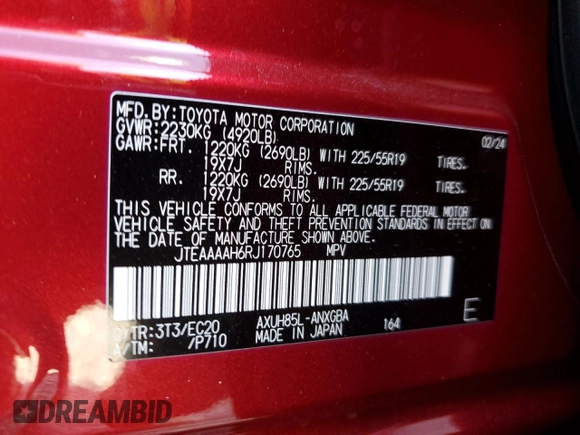 MFD. BY: TOYOTA MOTOR CORPORATION
GVWR: 2230KG (4920LB) 02/24
GAWR: FRT. 1220KG (2690LB) WITH 225/55R19 TIRES.
19X7J RIMS.
RR. 1220KG (2690LB) WITH 225/55R19 TIRES.
19X7J RIMS.
THIS VEHICLE CONFORMS TO ALL APPLICABLE FEDERAL MOTOR
VEHICLE SAFETY AND THEFT PREVENTION STANDARDS IN EFFECT ON
THE DATE OF MANUFACTURE SHOWN ABOVE.
JTEAAAAH6RJ170765 MPV
C/TR: 3T3/EC20 AXUH85L-ANXGBA E
A/TM: /P710 MADE IN JAPAN 164
DREAMBID